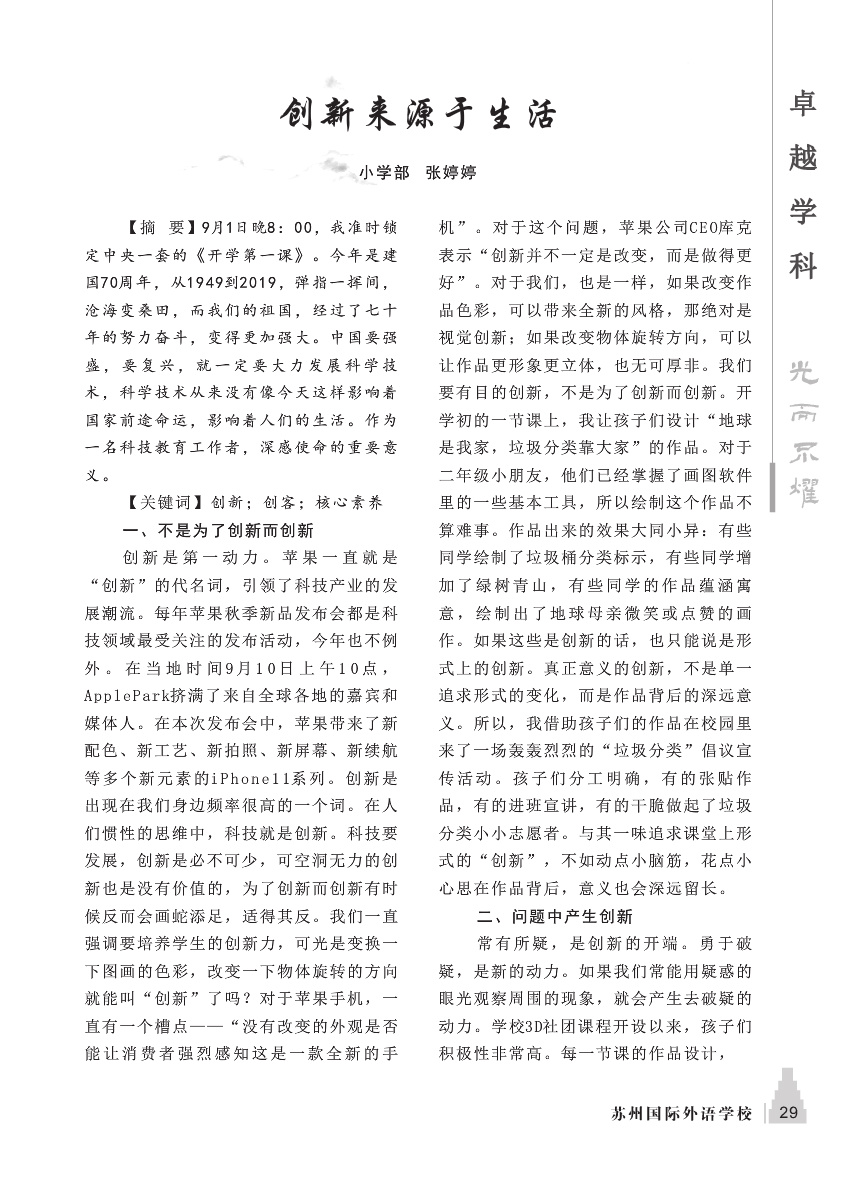 创新来源于生活
小学部 张婷婷
【摘 要】9月1日晚8：00，我准时锁
定中央一套的《开学第一课》。今年是建
国70周年，从1949到2019，弹指一挥间，
沧海变桑田，而我们的祖国，经过了七十
年的努力奋斗，变得更加强大。中国要强
盛，要复兴，就一定要大力发展科学技
术，科学技术从来没有像今天这样影响着
国家前途命运，影响着人们的生活。作为
一名科技教育工作者，深感使命的重要意
义。
【关键词】创新；创客；核心素养
一、不是为了创新而创新
创新是第一动力。苹果一直就是
“创新”的代名词，引领了科技产业的发
展潮流。每年苹果秋季新品发布会都是科
技领域最受关注的发布活动，今年也不例
外。在当地时间9月10日上午10点，
ApplePark挤满了来自全球各地的嘉宾和
媒体人。在本次发布会中，苹果带来了新
配色、新工艺、新拍照、新屏幕、新续航
等多个新元素的iPhone11系列。创新是
出现在我们身边频率很高的一个词。在人
们惯性的思维中，科技就是创新。科技要
发展，创新是必不可少，可空洞无力的创
新也是没有价值的，为了创新而创新有时
候反而会画蛇添足，适得其反。我们一直
强调要培养学生的创新力，可光是变换一
下图画的色彩，改变一下物体旋转的方向
就能叫“创新”了吗？对于苹果手机，一
直有一个槽点——“没有改变的外观是否
能让消费者强烈感知这是一款全新的手
机”。对于这个问题，苹果公司CEO库克
表示“创新并不一定是改变，而是做得更
好”。对于我们，也是一样，如果改变作
品色彩，可以带来全新的风格，那绝对是
视觉创新；如果改变物体旋转方向，可以
让作品更形象更立体，也无可厚非。我们
要有目的创新，不是为了创新而创新。开
学初的一节课上，我让孩子们设计“地球
是我家，垃圾分类靠大家”的作品。对于
二年级小朋友，他们已经掌握了画图软件
里的一些基本工具，所以绘制这个作品不
算难事。作品出来的效果大同小异：有些
同学绘制了垃圾桶分类标示，有些同学增
加了绿树青山，有些同学的作品蕴涵寓
意，绘制出了地球母亲微笑或点赞的画
作。如果这些是创新的话，也只能说是形
式上的创新。真正意义的创新，不是单一
追求形式的变化，而是作品背后的深远意
义。所以，我借助孩子们的作品在校园里
来了一场轰轰烈烈的“垃圾分类”倡议宣
传活动。孩子们分工明确，有的张贴作
品，有的进班宣讲，有的干脆做起了垃圾
分类小小志愿者。与其一味追求课堂上形
式的“创新”，不如动点小脑筋，花点小
心思在作品背后，意义也会深远留长。
二、问题中产生创新
常有所疑，是创新的开端。勇于破
疑，是新的动力。如果我们常能用疑惑的
眼光观察周围的现象，就会产生去破疑的
动力。学校3D社团课程开设以来，孩子们
积极性非常高。每一节课的作品设计，
卓越学科
光而不耀
苏州国际外语学校 29